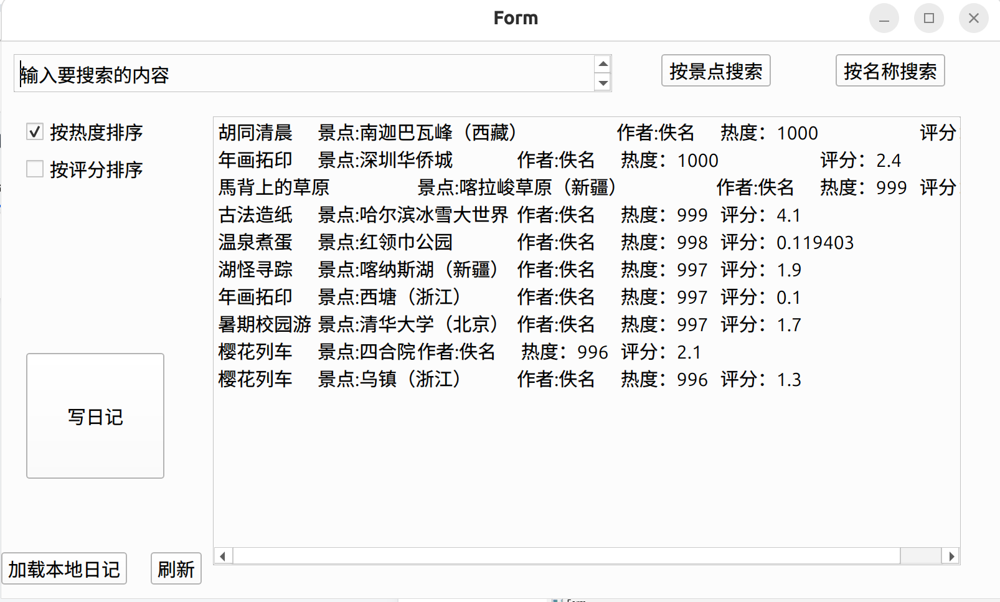 Form
输入要搜索的内容
按景点搜索
按名称搜索
按热度排序
按评分排序
胡同清晨 景点:南迦巴瓦峰（西藏） 作者:佚名 热度：1000 评分:
年画拓印 景点:深圳华侨城 作者:佚名 热度：1000 评分：2.4
馬背上的草原 景点:喀拉峻草原（新疆） 作者:佚名 热度：999 评分:
古法造纸 景点:哈尔滨冰雪大世界 作者:佚名 热度：999 评分：4.1
温泉煮蛋 景点:红领巾公园 作者:佚名 热度：998 评分：0.119403
湖怪寻踪 景点:喀纳斯湖（新疆） 作者:佚名 热度：997 评分：1.9
年画拓印 景点:西塘（浙江） 作者:佚名 热度：997 评分：0.1
暑期校园游 景点:清华大学（北京） 作者:佚名 热度：997 评分：1.7
樱花列车 景点:四合院作者:佚名 热度：996 评分：2.1
樱花列车 景点:乌镇（浙江） 作者:佚名 热度：996 评分：1.3
写日记
加载本地日记
刷新